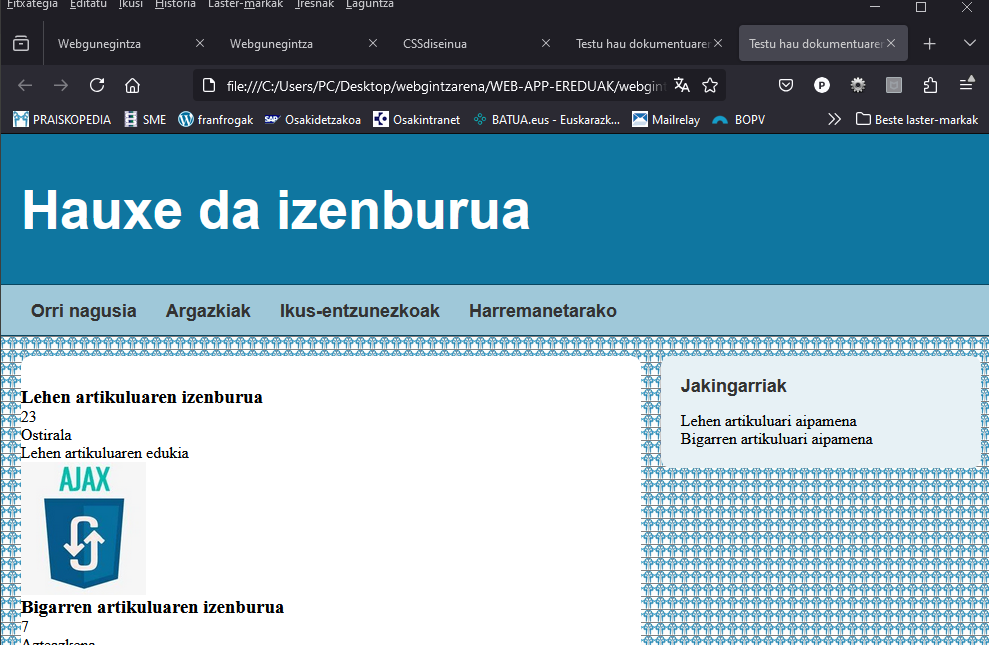 Fitxategia Editatu Ikusi Historia Laster-markak Tresnak Laguntza
Webgunegintza Webgunegintza CSSdiseinua Testu hau dokumentuaren Testu hau dokumentuaren
file:///C:/Users/PC/Desktop/webgintzarena/WEB-APP-EREDUAK/webgint
PRAISKOPEDIA SME franfrogak SAP Osakidetzakoa Osakintranet BATUA.eus - Euskarazk... Mailrelay BOPV Beste laster-markak
Hauxe da izenburua
Orri nagusia Argazkiak Ikus-entzunezkoak Harremanetarako
Lehen artikuluaren izenburua
23
Ostirala
Lehen artikuluaren edukia
AJAX
Bigarren artikuluaren izenburua
7
Asteazkena
Jakingarriak
Lehen artikuluari aipamena
Bigarren artikuluari aipamena